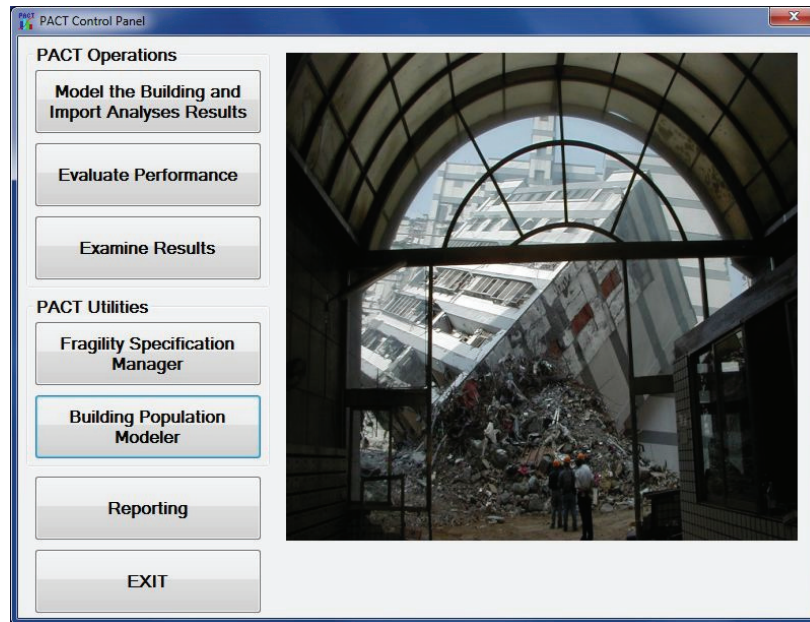 PACT
PACT Control Panel
PACT Operations
Model the Building and
Import Analyses Results
Evaluate Performance
Examine Results
PACT Utilities
Fragility Specification
Manager
Building Population
Modeler
Reporting
EXIT